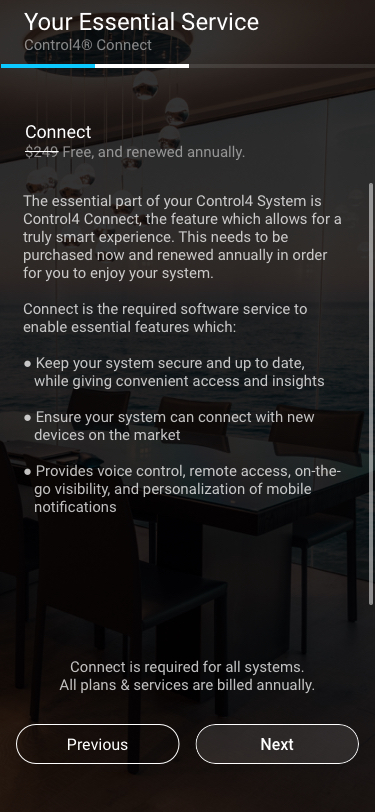 Your Essential Service
Control4® Connect
Connect
$249 Free, and renewed annually.
The essential part of your Control4 System is
Control4 Connect, the feature which allows for a
truly smart experience. This needs to be
purchased now and renewed annually in order
for you to enjoy your system.
Connect is the required software service to
enable essential features which:
● Keep your system secure and up to date,
while giving convenient access and insights
● Ensure your system can connect with new
devices on the market
● Provides voice control, remote access, on-the-
go visibility, and personalization of mobile
notifications
Connect is required for all systems.
All plans & services are billed annually.
Previous
Next